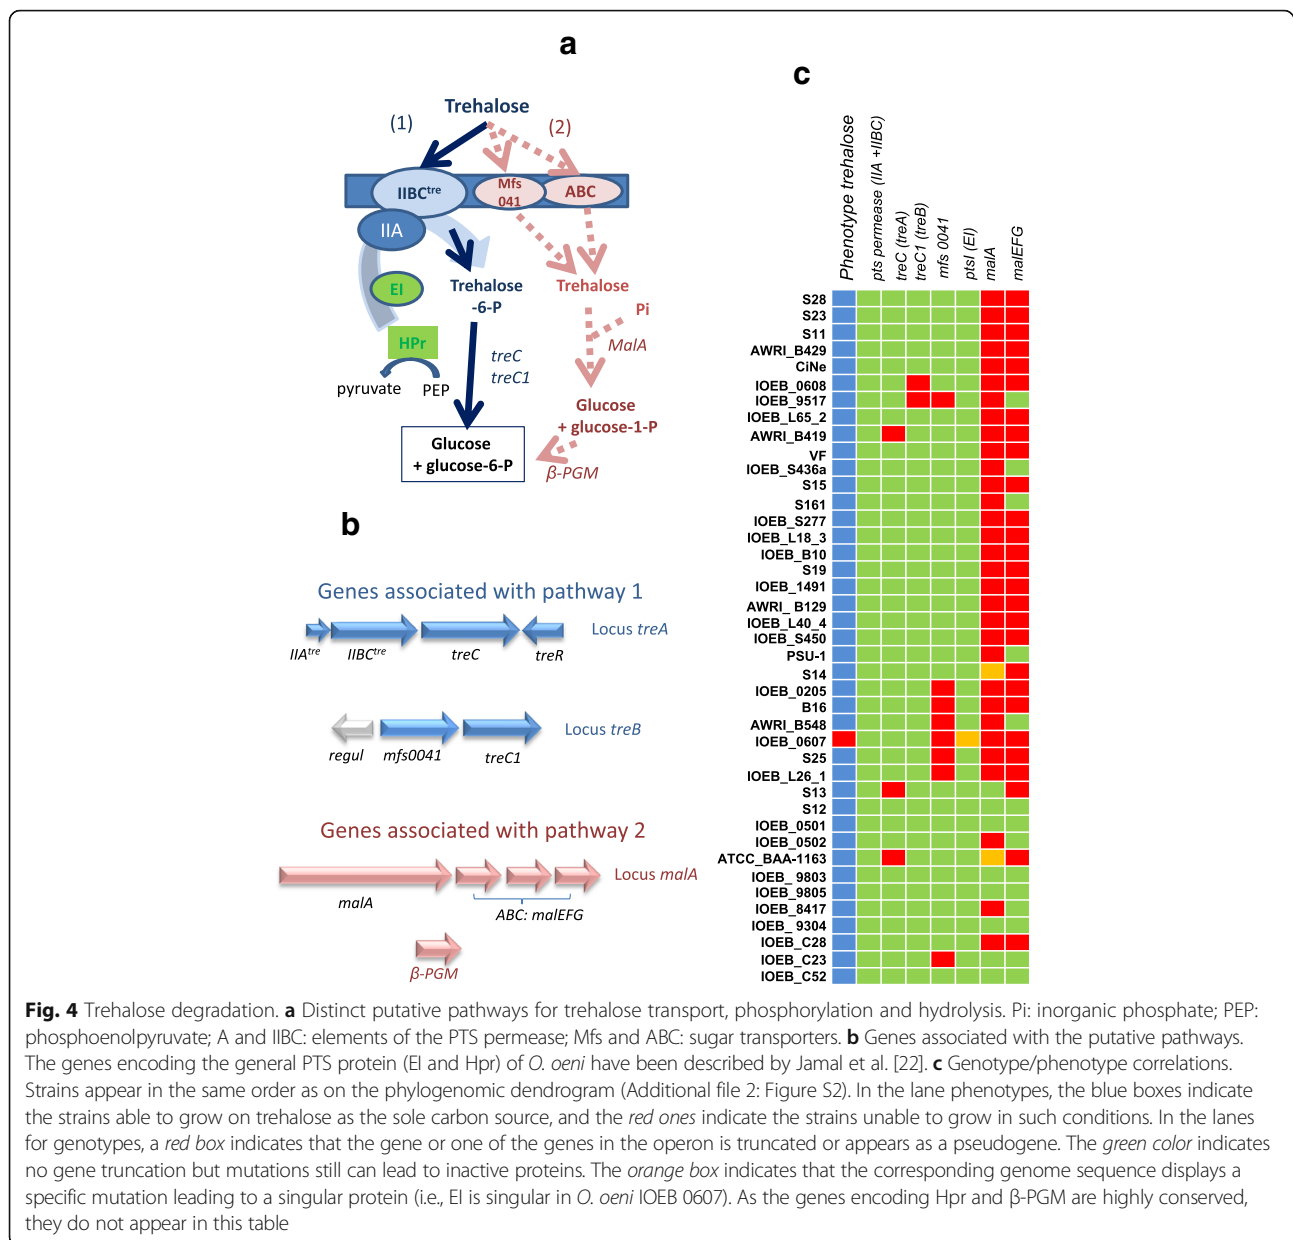 a
Trehalose
(1)
(2)
IIBCtre
Mfs
041
ABC
IIA
EI
Trehalose
-6-P
Trehalose
Pi
HPr
MalA
treC
treC1
pyruvate
PEP
Glucose
+ glucose-1-P
Glucose
+ glucose-6-P
β-PGM
b
Genes associated with pathway 1
Locus treA
IIAtre
IIBCtre
treC
treR
Locus treB
regul
mfs0041
treC1
Genes associated with pathway 2
Locus malA
malA
ABC: malEFG
β-PGM
c
Phenotype trehalose
pts permease (IIA +IIBC)
treC (treA)
treC1 (treB)
mfs 0041
ptsI (EI)
malA
malEFG
S28
S23
S11
AWRI_B429
CiNe
IOEB_0608
IOEB_9517
IOEB_L65_2
AWRI_B419
VF
IOEB_S436a
S15
S161
IOEB_S277
IOEB_L18_3
IOEB_B10
S19
IOEB_1491
AWRI_ B129
IOEB_L40_4
IOEB_S450
PSU-1
S14
IOEB_0205
B16
AWRI_B548
IOEB_0607
S25
IOEB_L26_1
S13
S12
IOEB_0501
IOEB_0502
ATCC_BAA-1163
IOEB_ 9803
IOEB_9805
IOEB_8417
IOEB_ 9304
IOEB_C28
IOEB_C23
IOEB_C52
Fig. 4 Trehalose degradation. a Distinct putative pathways for trehalose transport, phosphorylation and hydrolysis. Pi: inorganic phosphate; PEP:
phosphoenolpyruvate; A and IIBC: elements of the PTS permease; Mfs and ABC: sugar transporters. b Genes associated with the putative pathways.
The genes encoding the general PTS protein (EI and Hpr) of O. oeni have been described by Jamal et al. [22]. c Genotype/phenotype correlations.
Strains appear in the same order as on the phylogenomic dendrogram (Additional file 2: Figure S2). In the lane phenotypes, the blue boxes indicate
the strains able to grow on trehalose as the sole carbon source, and the red ones indicate the strains unable to grow in such conditions. In the lanes
for genotypes, a red box indicates that the gene or one of the genes in the operon is truncated or appears as a pseudogene. The green color indicates
no gene truncation but mutations still can lead to inactive proteins. The orange box indicates that the corresponding genome sequence displays a
specific mutation leading to a singular protein (i.e., EI is singular in O. oeni IOEB 0607). As the genes encoding Hpr and β-PGM are highly conserved,
they do not appear in this table